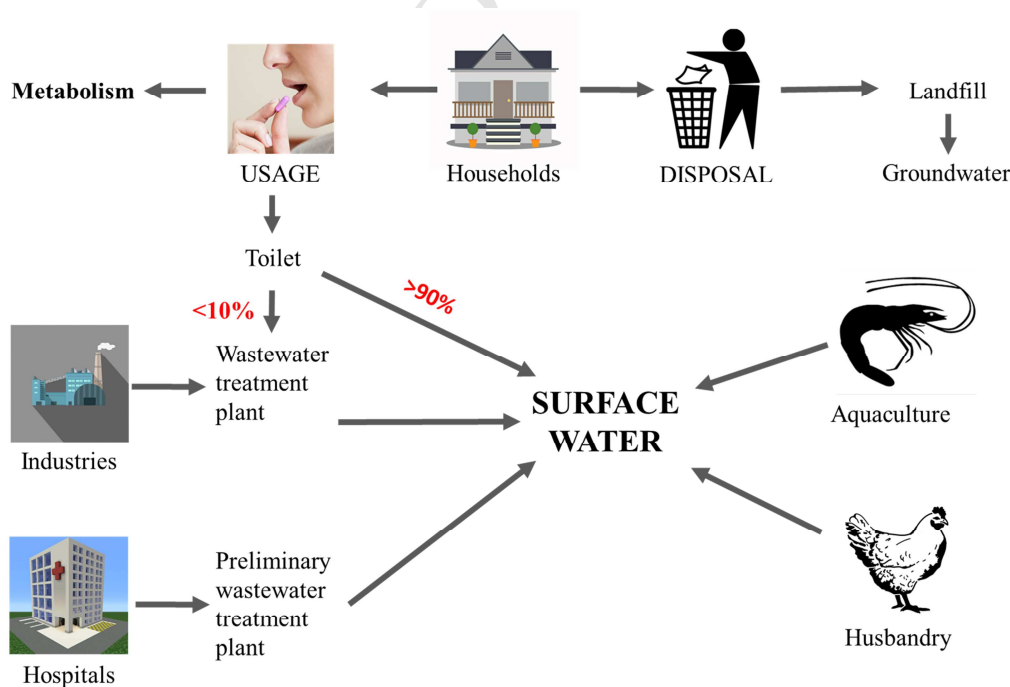 Metabolism
USAGE
Households
DISPOSAL
Landfill
Groundwater
Toilet
<10%
>90%
Wastewater
treatment
plant
Industries
SURFACE
WATER
Aquaculture
Preliminary
wastewater
treatment
plant
Hospitals
Husbandry